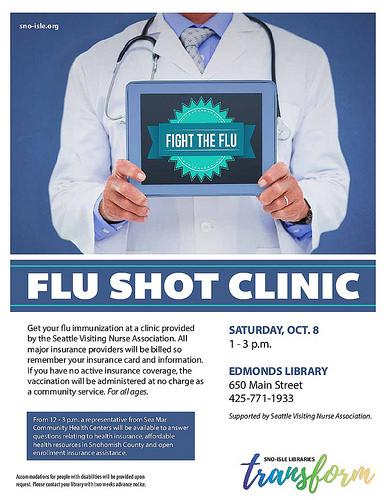 sno-isle.org
FIGHT THE FLU
FLU SHOT CLINIC
Get your flu immunization at a clinic provided
by the Seattle Visiting Nurse Association. All
major insurance providers will be billed so
remember your insurance card and information.
If you have no active insurance coverage, the
vaccination will be administered at no charge as
a community service. For all ages.
From 12 - 3 p.m. a representative from Sea Mar
Community Health Centers will be available to answer
questions relating to health insurance, affordable
health resources in Snohomish County and open
enrollment insurance assistance.
Accommodations for people with disabilities will be provided upon
request. Please contact your library with two weeks advance notice.
SATURDAY, OCT. 8
1 - 3 p.m.
EDMONDS LIBRARY
650 Main Street
425-771-1933
Supported by Seattle Visiting Nurse Association.
SNO-ISLE LIBRARIES
transform